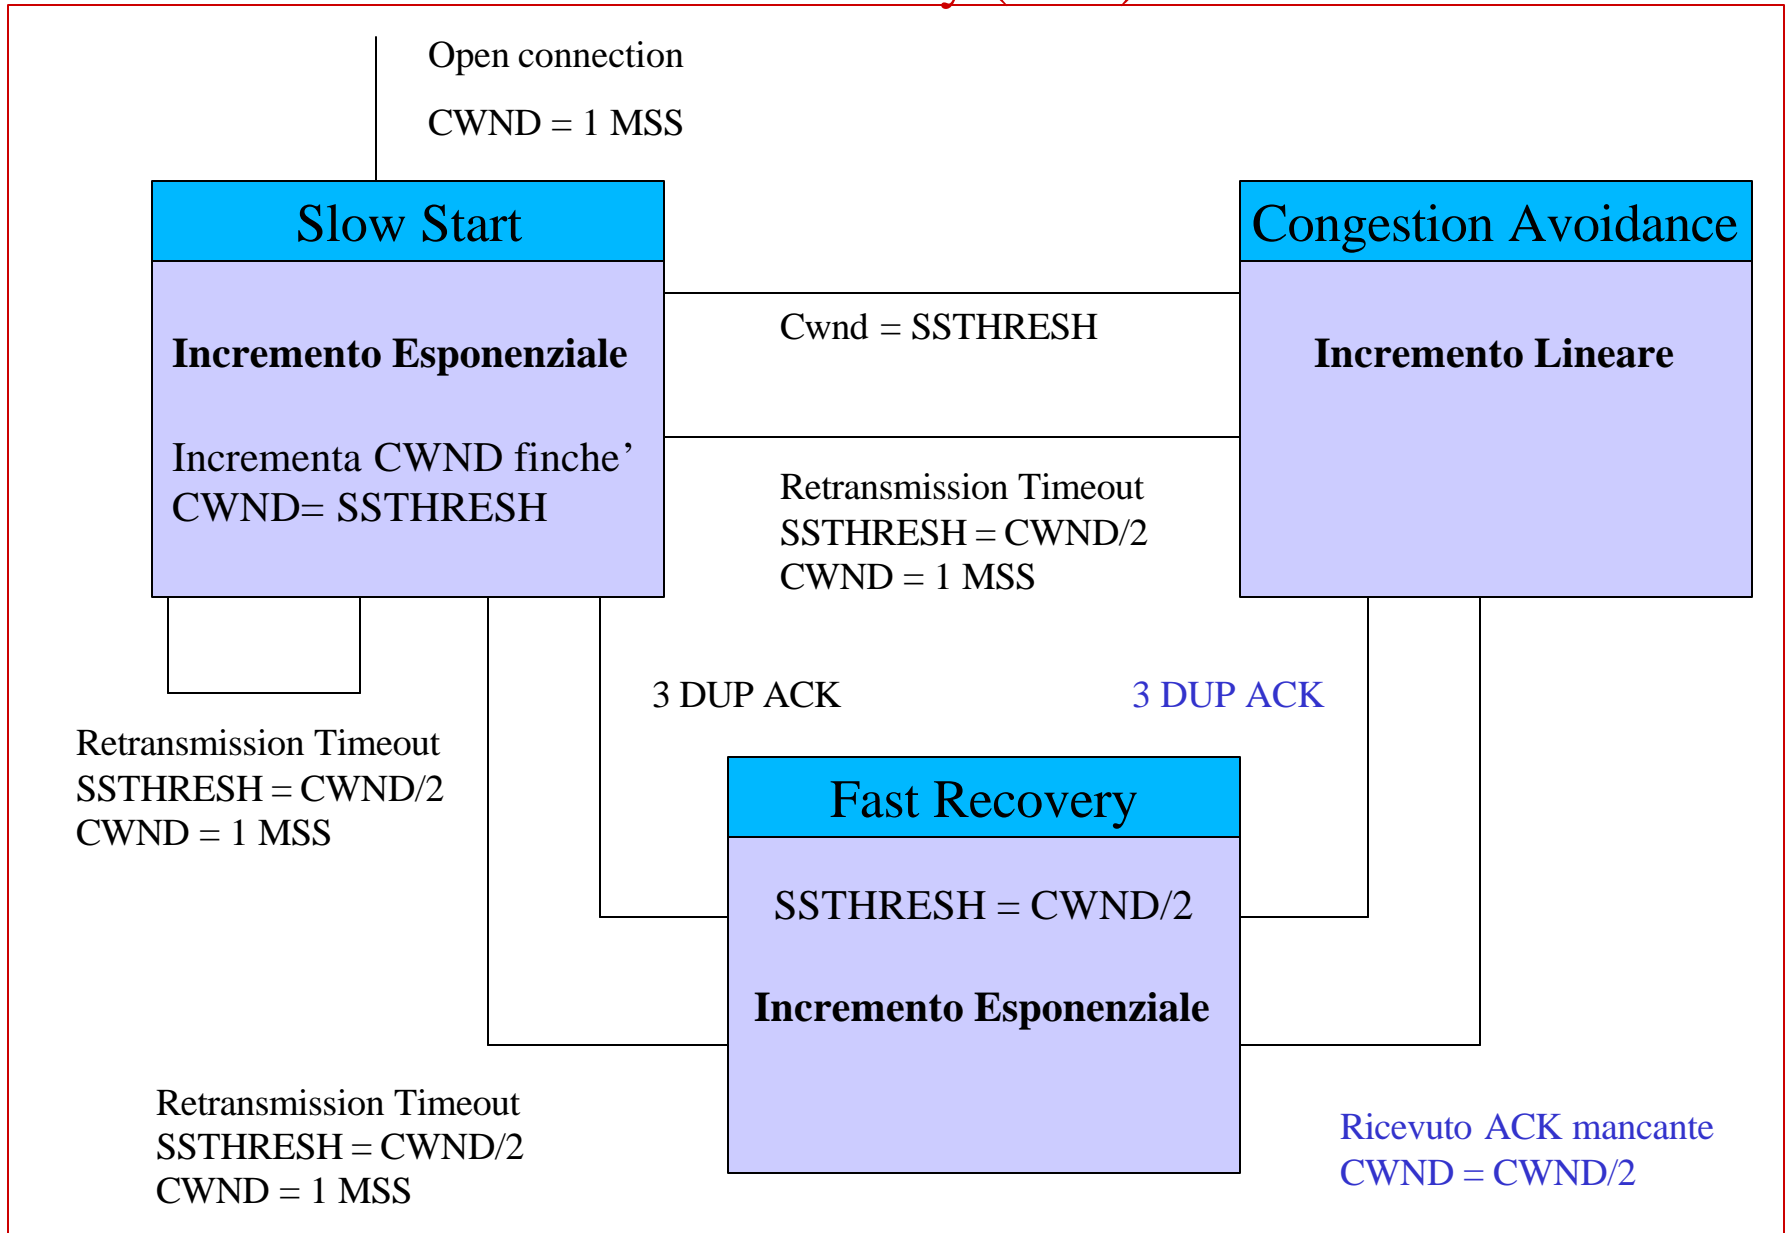 Open connection
CWND = 1 MSS
Slow Start
Incremento Esponenziale
Incrementa CWND finche’
CWND= SSTHRESH
Cwnd = SSTHRESH
Retransmission Timeout
SSTHRESH = CWND/2
CWND = 1 MSS
Congestion Avoidance
Incremento Lineare
3 DUP ACK
3 DUP ACK
Retransmission Timeout
SSTHRESH = CWND/2
CWND = 1 MSS
Fast Recovery
SSTHRESH = CWND/2
Incremento Esponenziale
Retransmission Timeout
SSTHRESH = CWND/2
CWND = 1 MSS
Ricevuto ACK mancante
CWND = CWND/2